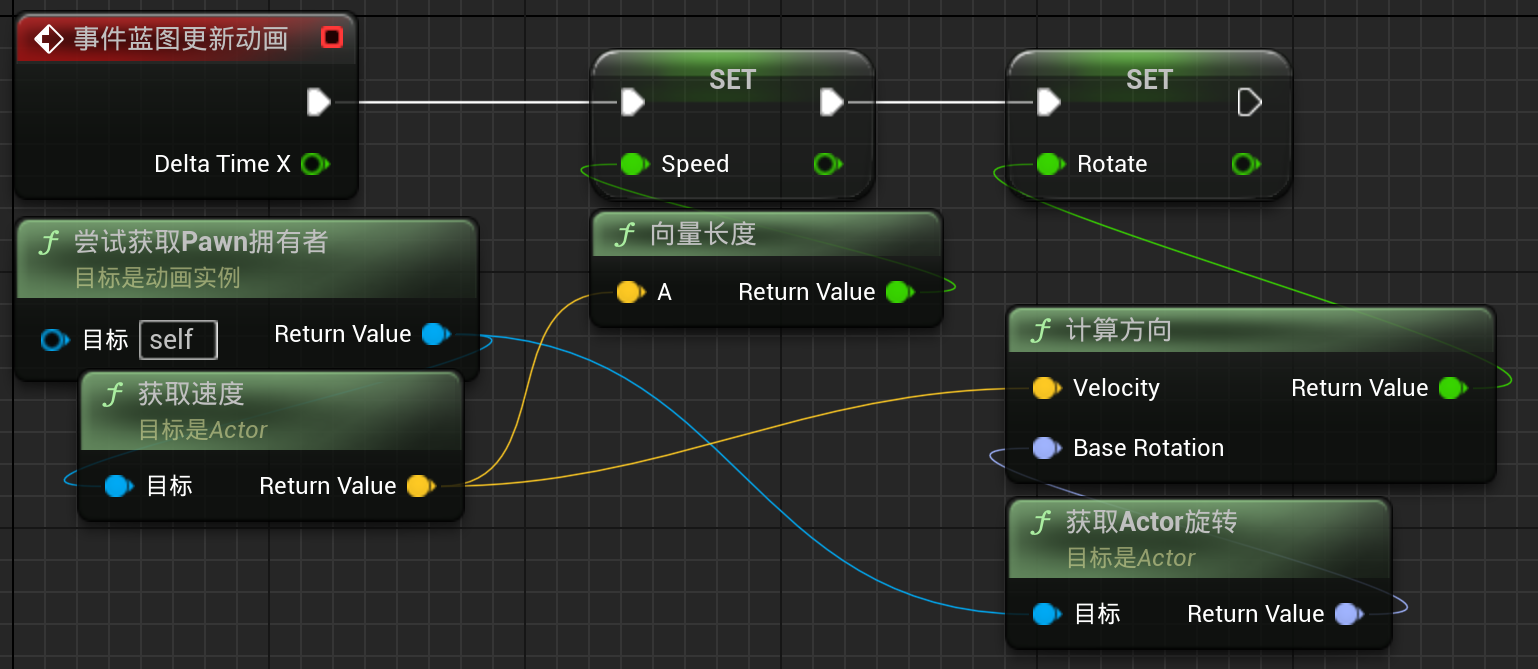 事件蓝图更新动画
Delta Time X
SET
Speed
SET
Rotate
尝试获取Pawn拥有者
目标是动画实例
目标 self Return Value
获取速度
目标是Actor
目标 Return Value
向量长度
A Return Value
计算方向
Velocity Return Value
Base Rotation
获取Actor旋转
目标是Actor
目标 Return Value